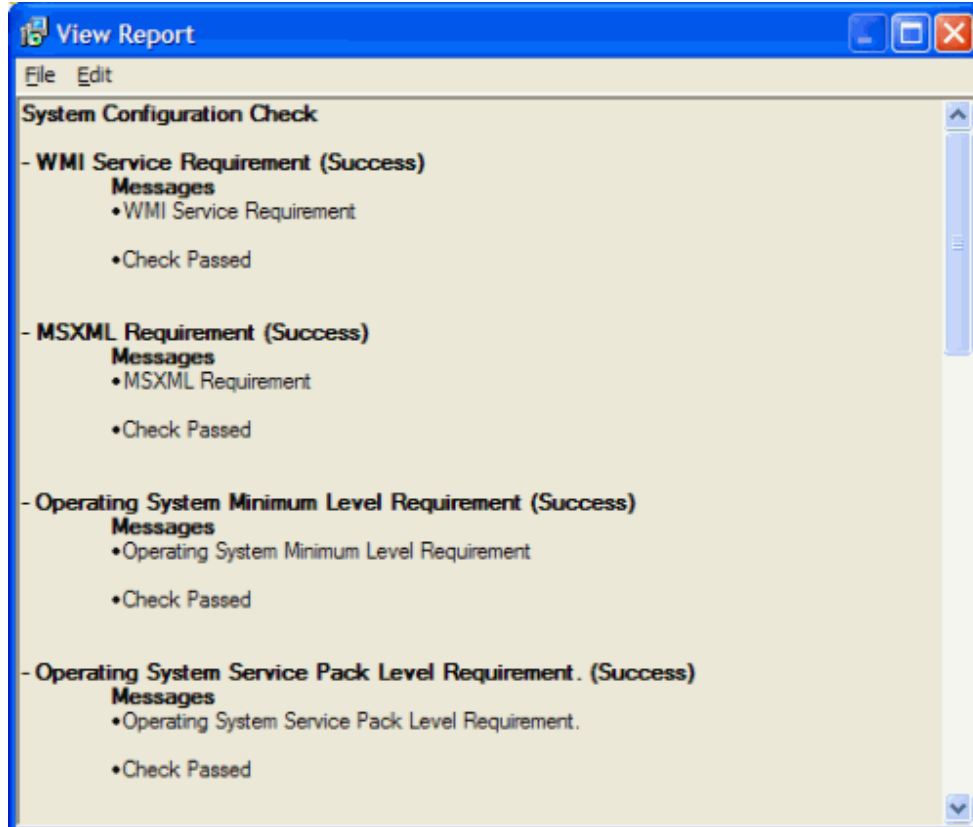 View Report
File Edit
System Configuration Check
- WMI Service Requirement (Success)
Messages
•WMI Service Requirement
•Check Passed
- MSXML Requirement (Success)
Messages
•MSXML Requirement
•Check Passed
- Operating System Minimum Level Requirement (Success)
Messages
•Operating System Minimum Level Requirement
•Check Passed
- Operating System Service Pack Level Requirement. (Success)
Messages
•Operating System Service Pack Level Requirement.
•Check Passed